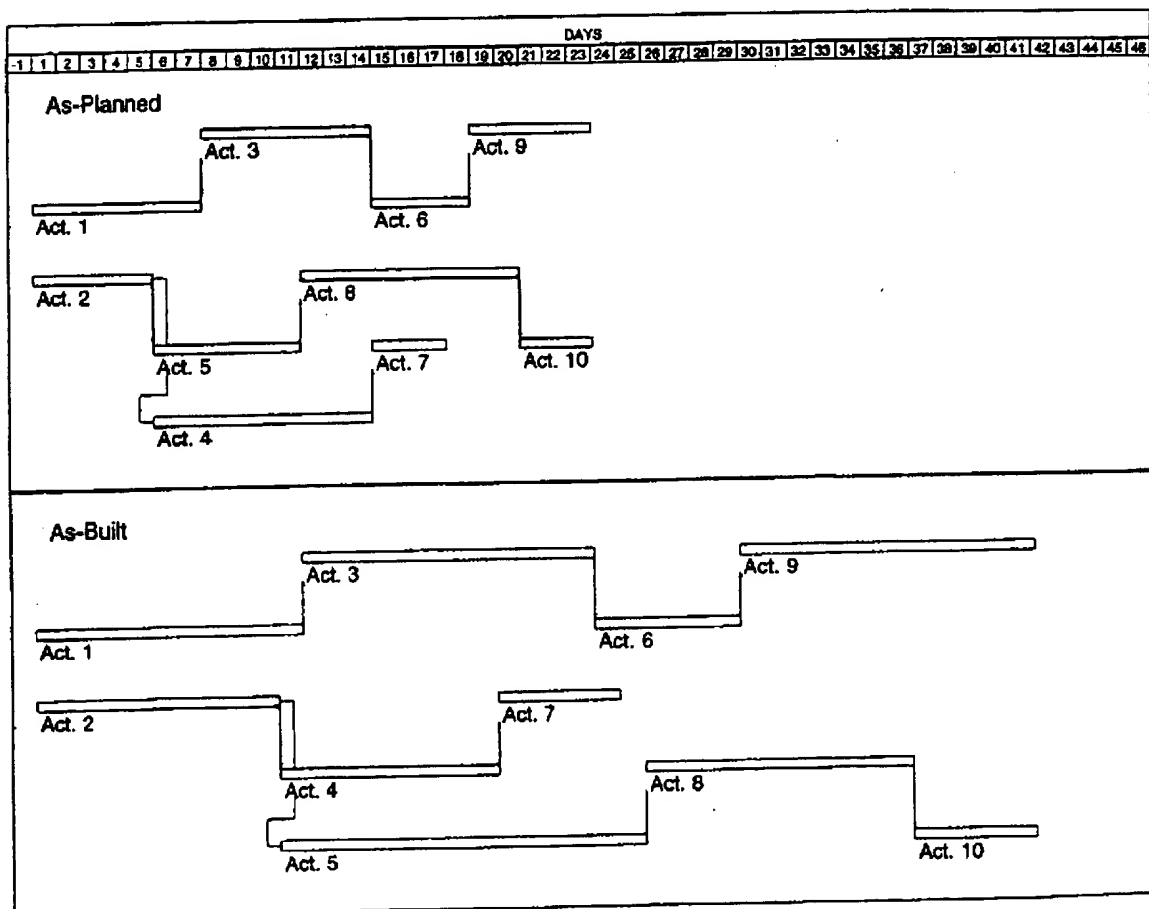 DAYS
-1 1 2 3 4 5 6 7 8 9 10 11 12 13 14 15 16 17 18 19 20 21 22 23 24 25 26 27 28 29 30 31 32 33 34 35 36 37 38 39 40 41 42 43 44 45 46
As-Planned
Act. 3 Act. 9
Act. 1 Act. 6
Act. 2 Act. 8
Act. 5 Act. 7 Act. 10
Act. 4
As-Built
Act. 3 Act. 9
Act. 1 Act. 6
Act. 2 Act. 7
Act. 4 Act. 8
Act. 5 Act. 10